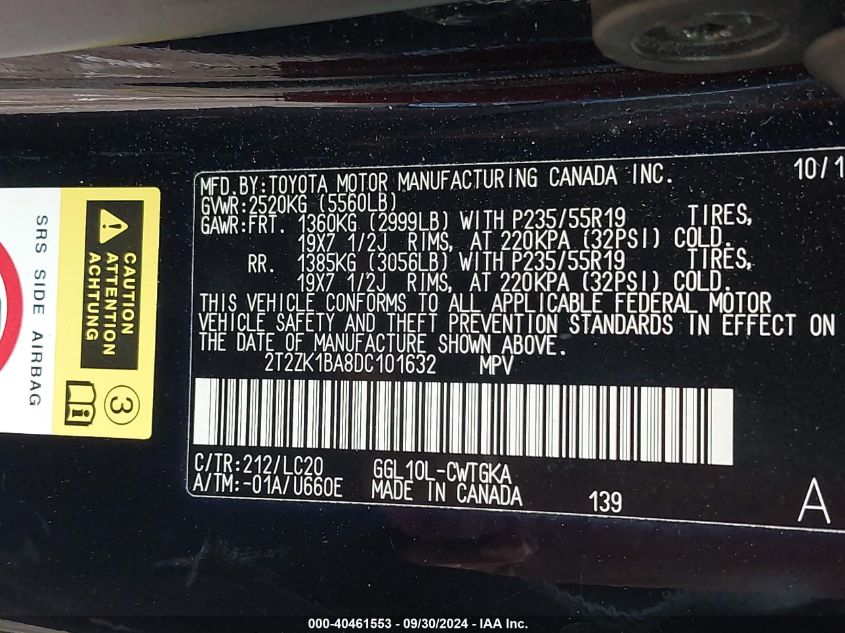 MFD.BY:TOYOTA MOTOR MANUFACTURING CANADA INC. 10/1
GVWR:2520KG (5560LB)
GAWR:FRT. 1360KG (2999LB) WITH P235/55R19 TIRES,
19X7 1/2J RIMS, AT 220KPA (32PSI) COLD.
RR. 1385KG (3056LB) WITH P235/55R19 TIRES,
19X7 1/2J RIMS, AT 220KPA (32PSI) COLD.
THIS VEHICLE CONFORMS TO ALL APPLICABLE FEDERAL MOTOR
VEHICLE SAFETY AND THEFT PREVENTION STANDARDS IN EFFECT ON
THE DATE OF MANUFACTURE SHOWN ABOVE.
2T2ZK1BA8DC101632 MPV
C/TR:212/LC20 GGL10L-CWTGKA
A/TM:-01A/U660E MADE IN CANADA 139 A
CAUTION
ATTENTION
ACHTUNG
3
SRS SIDE AIRBAG
000-40461553 - 09/30/2024 - IAA Inc.